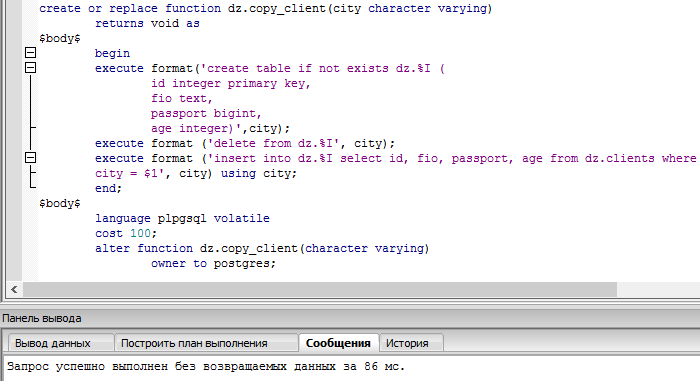 create or replace function dz.copy_client(city character varying)
returns void as
$body$
begin
execute format('create table if not exists dz.%I (
id integer primary key,
fio text,
passport bigint,
age integer)',city);
execute format ('delete from dz.%I', city);
execute format ('insert into dz.%I select id, fio, passport, age from dz.clients where
city = $1', city) using city;
end;
$body$
language plpgsql volatile
cost 100;
alter function dz.copy_client(character varying)
owner to postgres;
Панель вывода
Вывод данных Построить план выполнения Сообщения История
Запрос успешно выполнен без возвращаемых данных за 86 мс.